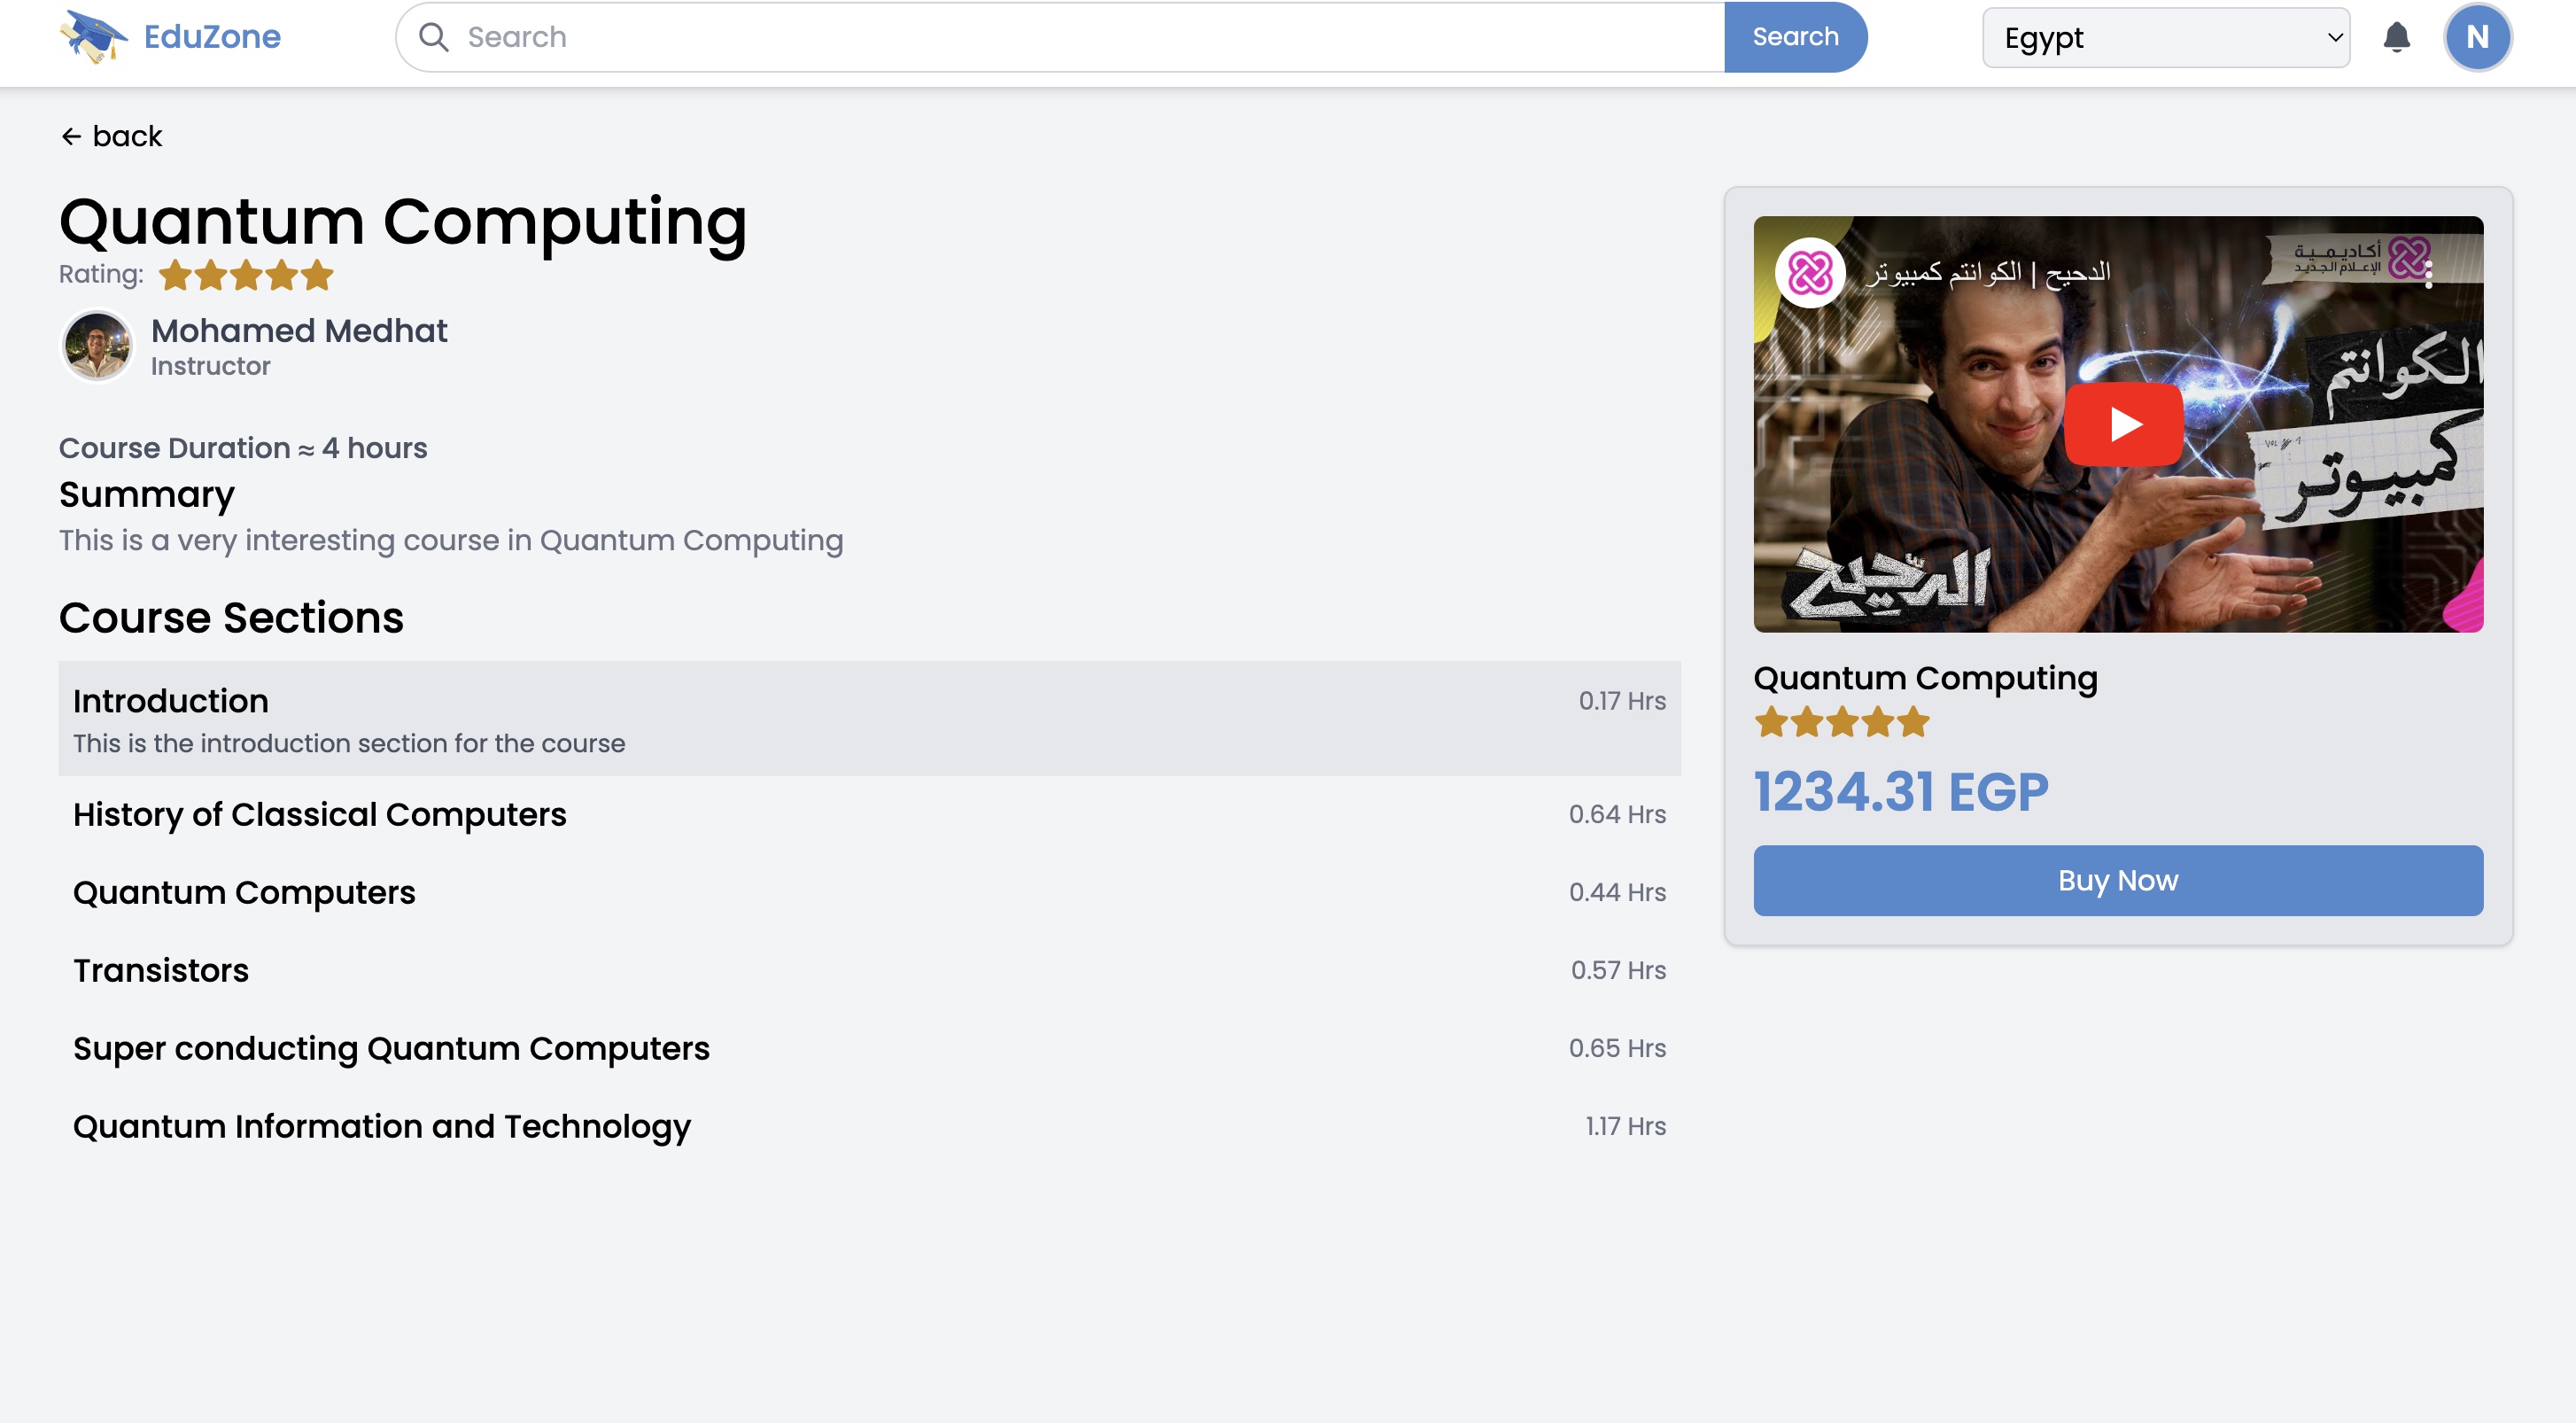 EduZone
Search
Search
Egypt
N
← back
Quantum Computing
Rating:
Mohamed Medhat
Instructor
Course Duration ≈ 4 hours
Summary
This is a very interesting course in Quantum Computing
Course Sections
Introduction
0.17 Hrs
This is the introduction section for the course
History of Classical Computers
0.64 Hrs
Quantum Computers
0.44 Hrs
Transistors
0.57 Hrs
Super conducting Quantum Computers
0.65 Hrs
Quantum Information and Technology
1.17 Hrs
الدحيح | الكوانتم كمبيوتر
أكاديمية
الإعلام الجديد
الكوانتم
كمبيوتر
الدحيح
Quantum Computing
1234.31 EGP
Buy Now